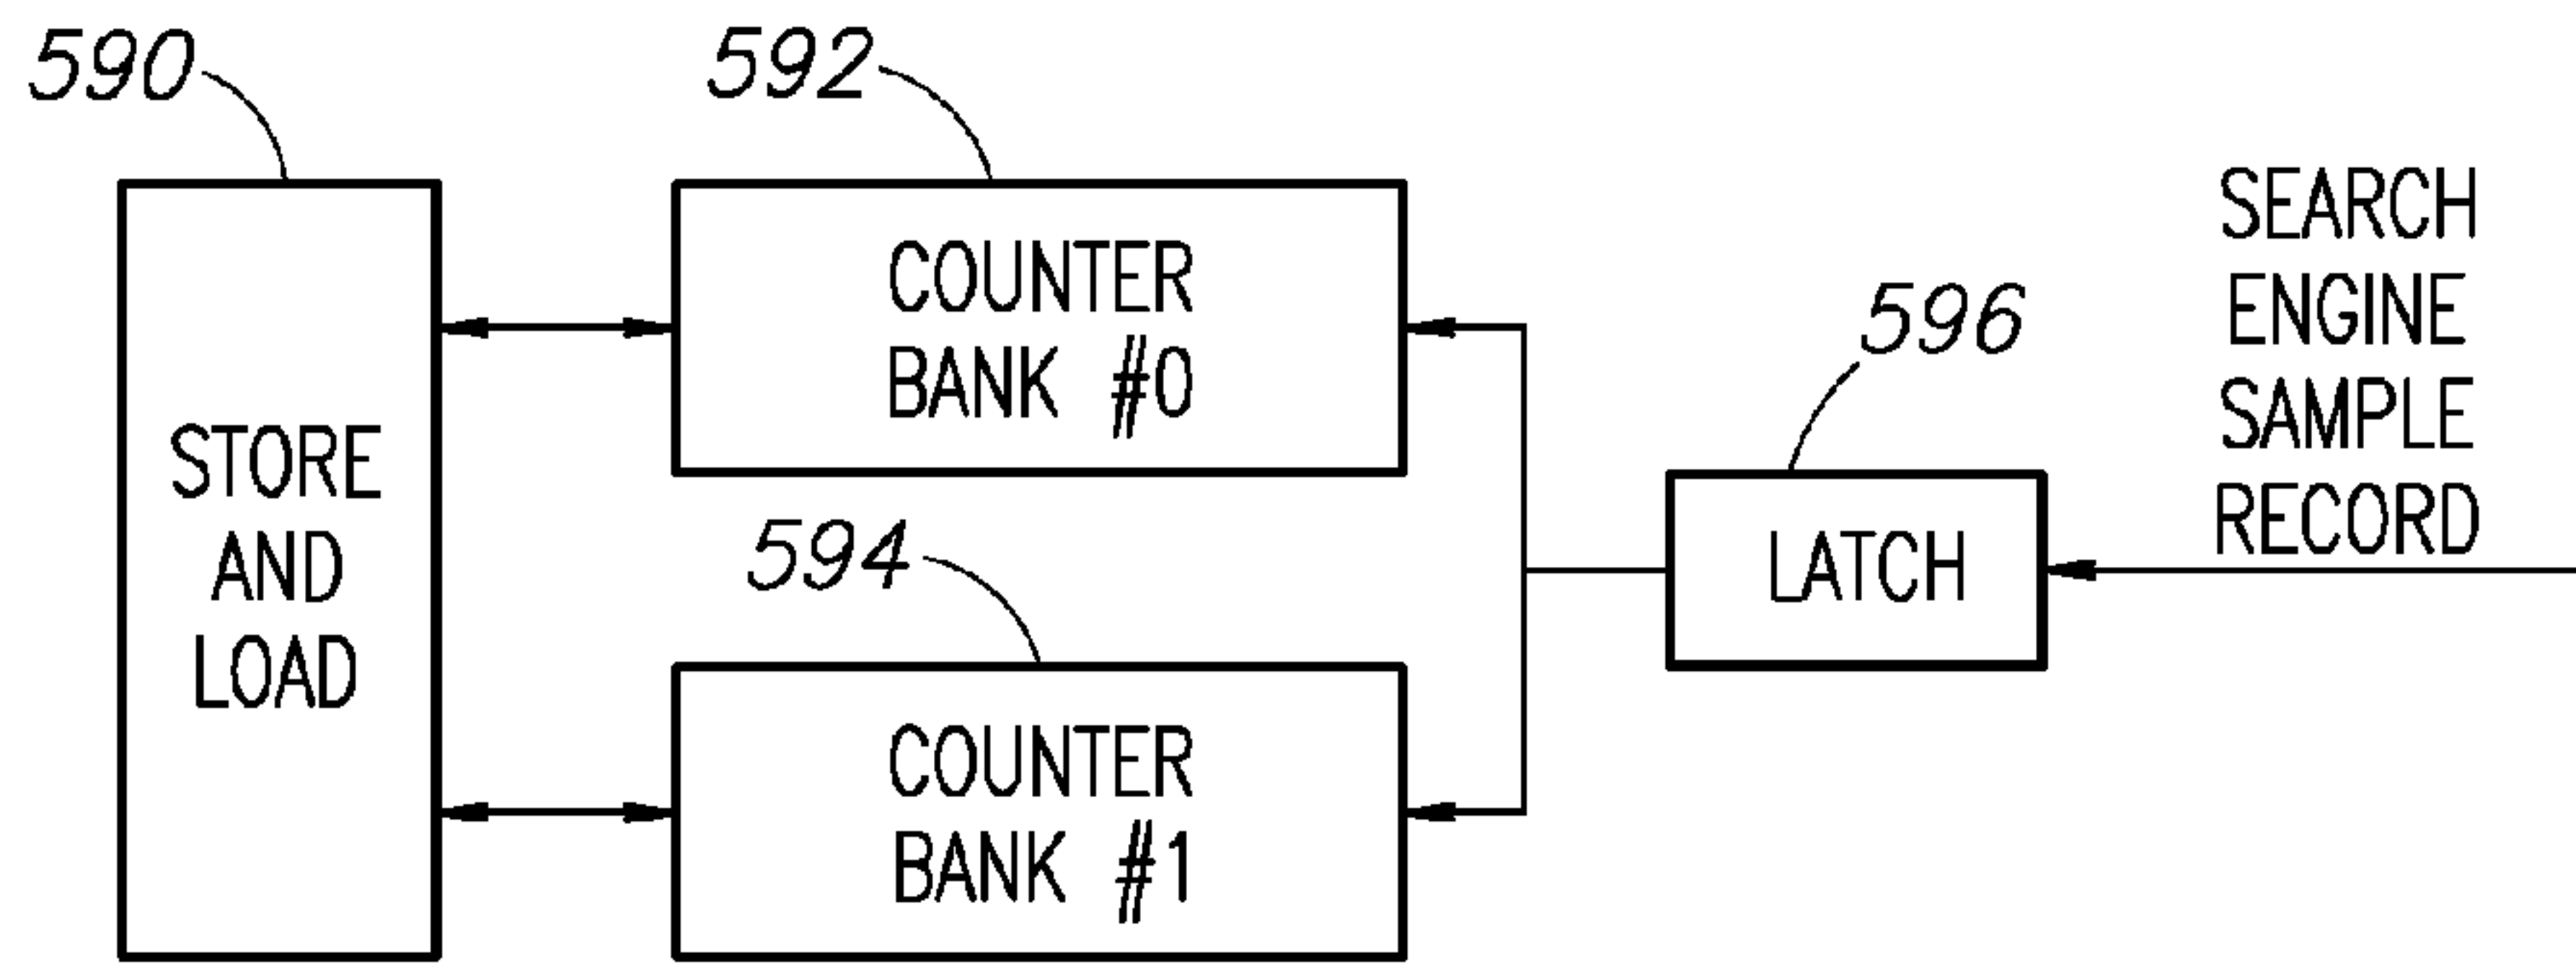 590
592
COUNTER
BANK #0
SEARCH
ENGINE
SAMPLE
RECORD
596
STORE
AND
LOAD
594
LATCH
COUNTER
BANK #1